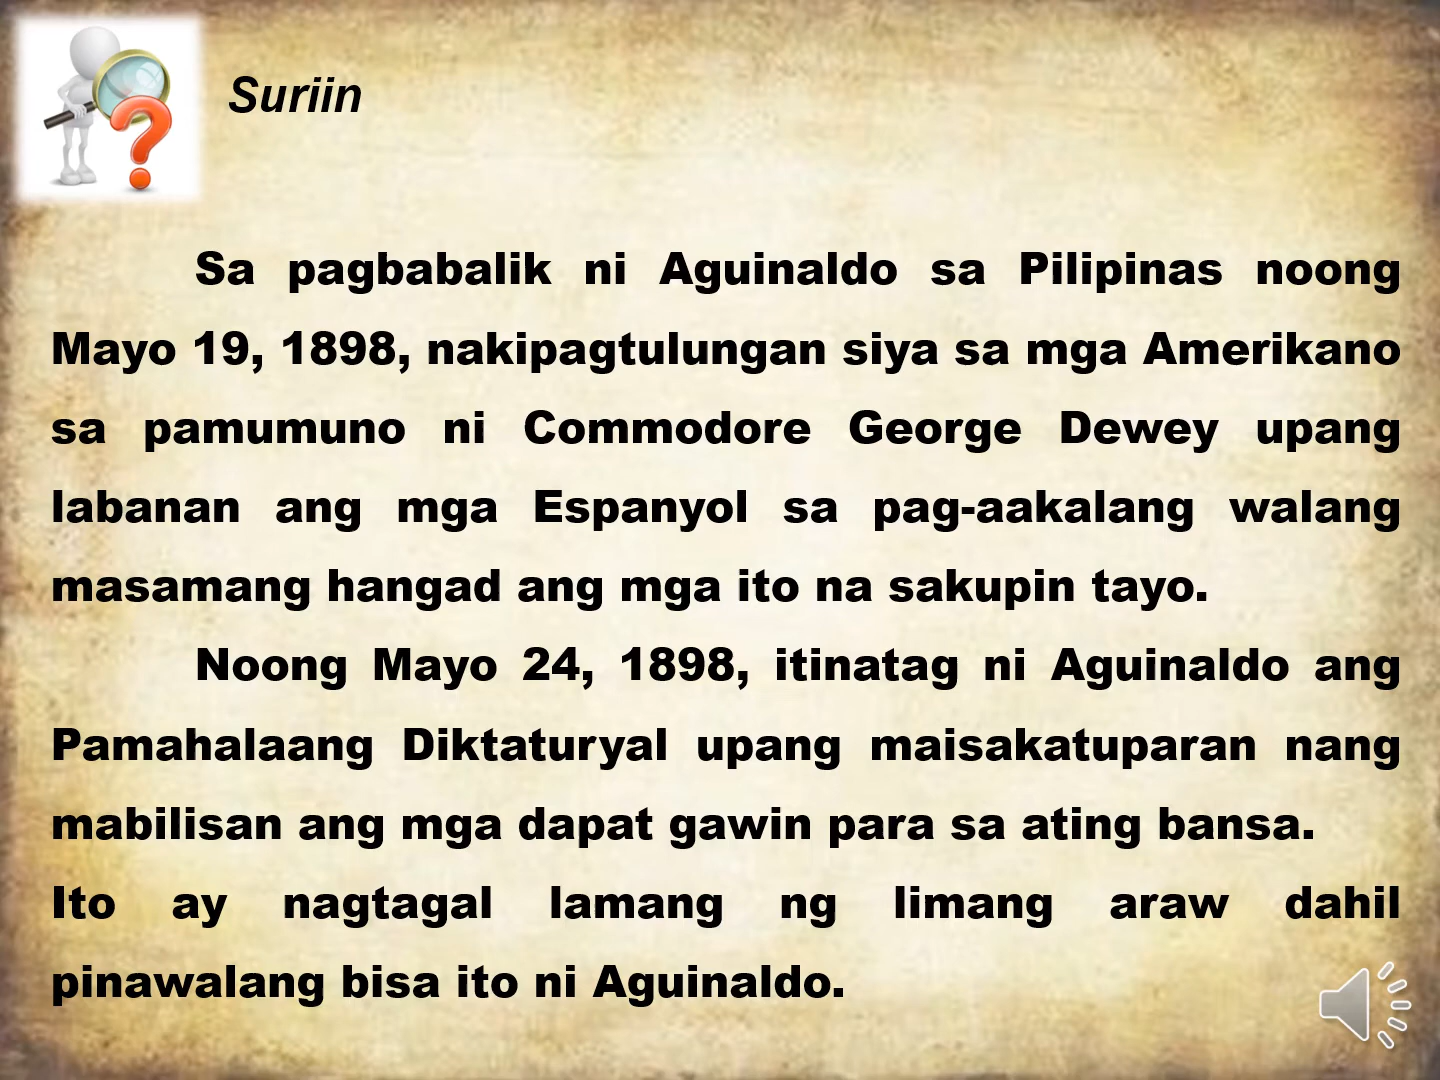 Suriin
Sa pagbabalik ni Aguinaldo sa Pilipinas noong
Mayo 19, 1898, nakipagtulungan siya sa mga Amerikano
sa pamumuno ni Commodore George Dewey upang
labanan ang mga Espanyol sa pag-aakalang walang
masamang hangad ang mga ito na sakupin tayo.
Noong Mayo 24, 1898, itinatag ni Aguinaldo ang
Pamahalaang Diktaturyal upang maisakatuparan nang
mabilisan ang mga dapat gawin para sa ating bansa.
Ito ay nagtagal lamang ng limang araw dahil
pinawalang bisa ito ni Aguinaldo.